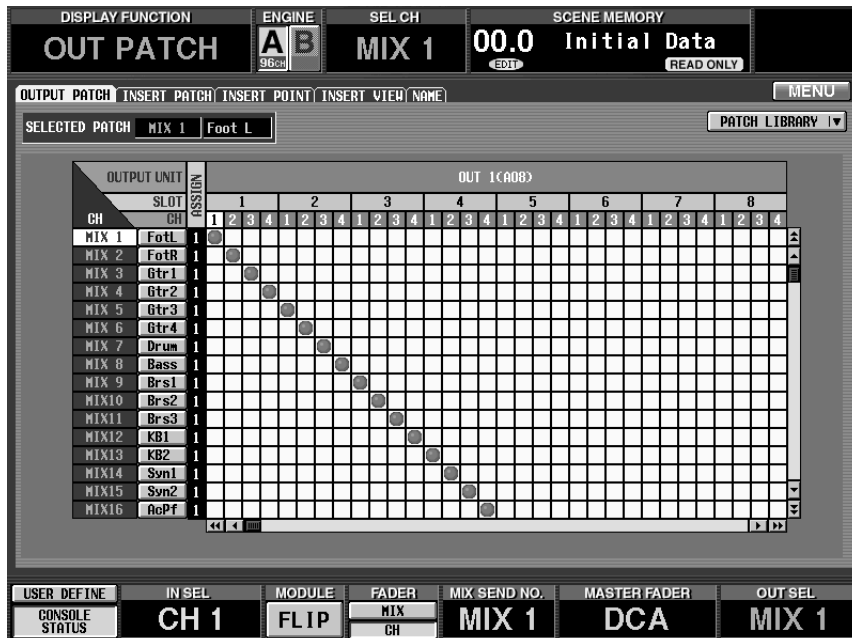 DISPLAY FUNCTION ENGINE SEL CH SCENE MEMORY
OUT PATCH A 96CH B MIX 1 00.0 EDIT Initial Data READ ONLY
OUTPUT PATCH INSERT PATCH INSERT POINT INSERT VIEW NAME MENU
SELECTED PATCH MIX 1 Foot L PATCH LIBRARY
OUTPUT UNIT ASSIGN OUT 1(A08)
SLOT 1 2 3 4 5 6 7 8
CH CH 1 2 3 4 1 2 3 4 1 2 3 4 1 2 3 4 1 2 3 4 1 2 3 4 1 2 3 4 1 2 3 4
MIX 1 FotL 1
MIX 2 FotR 1
MIX 3 Gtr1 1
MIX 4 Gtr2 1
MIX 5 Gtr3 1
MIX 6 Gtr4 1
MIX 7 Drum 1
MIX 8 Bass 1
MIX 9 Brs1 1
MIX10 Brs2 1
MIX11 Brs3 1
MIX12 KB1 1
MIX13 KB2 1
MIX14 Syn1 1
MIX15 Syn2 1
MIX16 AcPf 1
USER DEFINE IN SEL MODULE FADER MIX SEND NO. MASTER FADER OUT SEL
CONSOLE STATUS CH 1 FLIP MIX CH MIX 1 DCA MIX 1